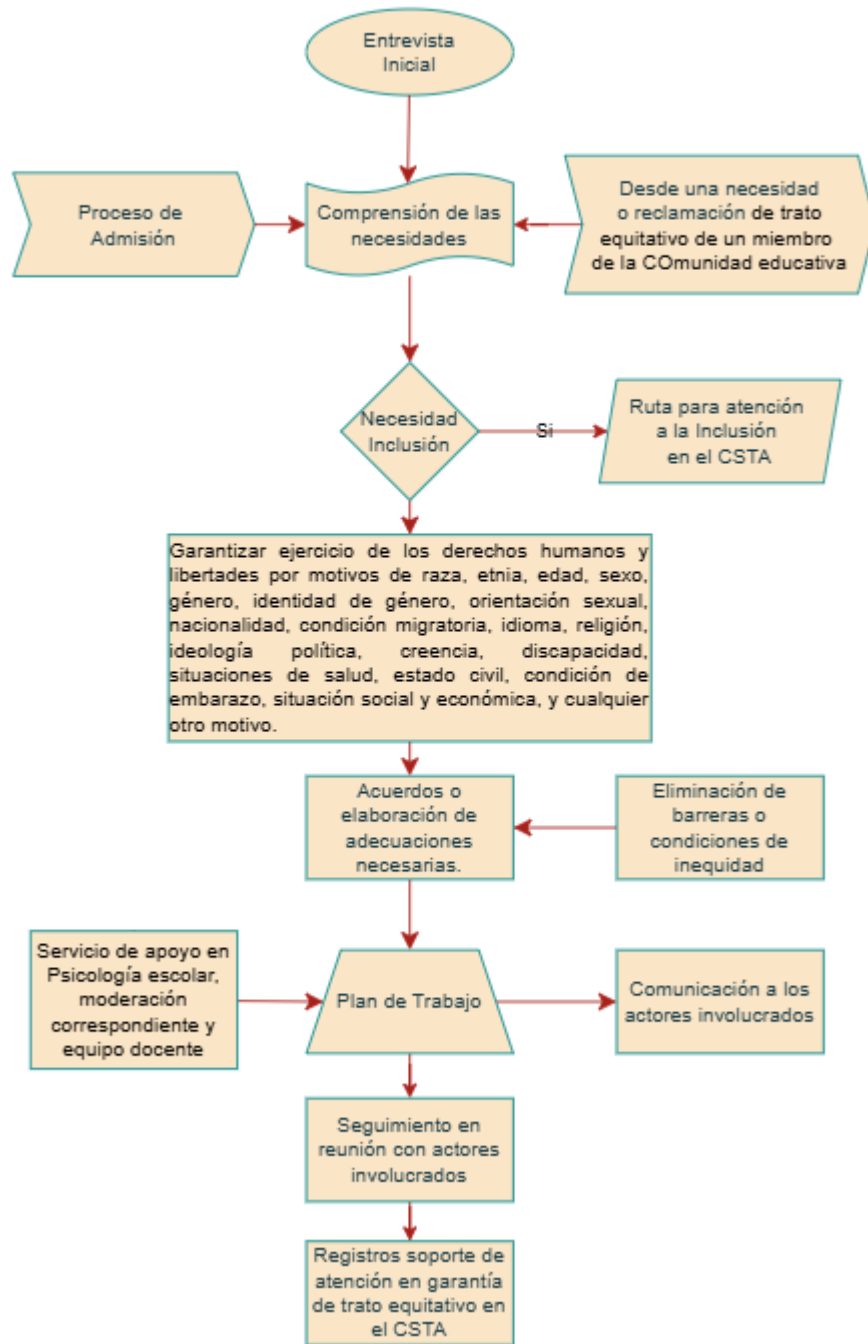 Entrevista
Inicial
Proceso de
Admisión
Comprensión de las
necesidades
Desde una necesidad
o reclamación de trato
equitativo de un miembro
de la COmunidad educativa
Necesidad
Inclusión
Si
Ruta para atención
a la Inclusión
en el CSTA
Garantizar ejercicio de los derechos humanos y
libertades por motivos de raza, etnia, edad, sexo,
género, identidad de género, orientación sexual,
nacionalidad, condición migratoria, idioma, religión,
ideología política, creencia, discapacidad,
situaciones de salud, estado civil, condición de
embarazo, situación social y económica, y cualquier
otro motivo.
Acuerdos o
elaboración de
adecuaciones
necesarias.
Eliminación de
barreras o
condiciones de
inequidad
Servicio de apoyo en
Psicología escolar,
moderación
correspondiente y
equipo docente
Plan de Trabajo
Comunicación a los
actores involucrados
Seguimiento en
reunión con actores
involucrados
Registros soporte de
atención en garantía
de trato equitativo en
el CSTA